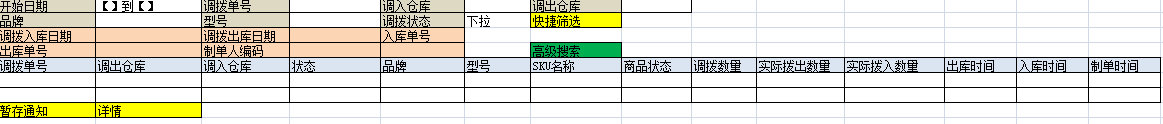 开始日期 【 】到【 】 调拨单号 调入仓库 调出仓库
品牌 型号 调拨状态 下拉 快捷筛选
调拨入库日期 调拨出库日期 入库单号
出库单号 制单人编码 高级搜索
调拨单号 调出仓库 调入仓库 状态 品牌 型号 SKU名称 商品状态 调拨数量 实际拨出数量 实际拨入数量 出库时间 入库时间 制单时间
暂存通知 详情